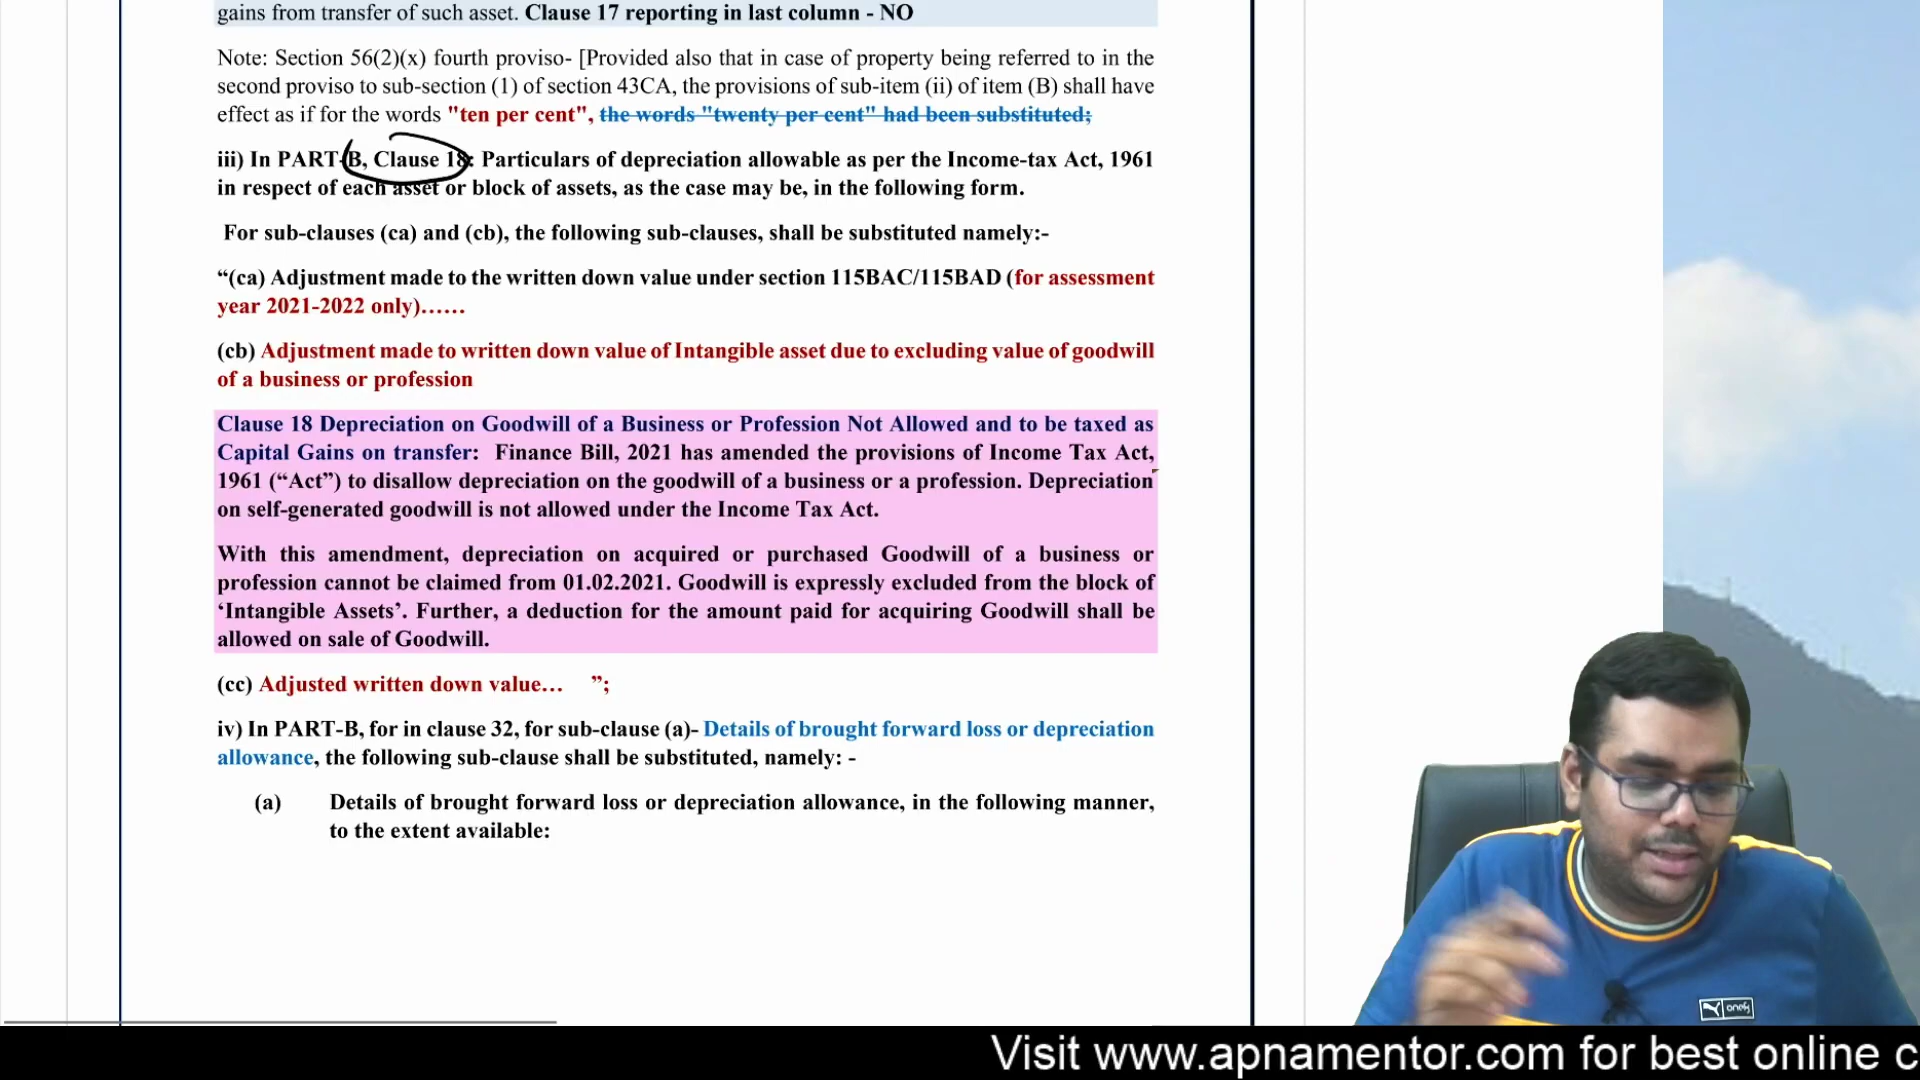 gains from transfer of such asset. Clause 17 reporting in last column - NO
Note: Section 56(2)(x) fourth proviso- [Provided also that in case of property being referred to in the
second proviso to sub-section (1) of section 43CA, the provisions of sub-item (ii) of item (B) shall have
effect as if for the words "ten per cent", the words "twenty per cent" had been substituted;
iii) In PART-B, Clause 18: Particulars of depreciation allowable as per the Income-tax Act, 1961
in respect of each asset or block of assets, as the case may be, in the following form.
For sub-clauses (ca) and (cb), the following sub-clauses, shall be substituted namely:-
“(ca) Adjustment made to the written down value under section 115BAC/115BAD (for assessment
year 2021-2022 only)……
(cb) Adjustment made to written down value of Intangible asset due to excluding value of goodwill
of a business or profession
Clause 18 Depreciation on Goodwill of a Business or Profession Not Allowed and to be taxed as
Capital Gains on transfer: Finance Bill, 2021 has amended the provisions of Income Tax Act,
1961 (“Act”) to disallow depreciation on the goodwill of a business or a profession. Depreciation
on self-generated goodwill is not allowed under the Income Tax Act.
With this amendment, depreciation on acquired or purchased Goodwill of a business or
profession cannot be claimed from 01.02.2021. Goodwill is expressly excluded from the block of
‘Intangible Assets’. Further, a deduction for the amount paid for acquiring Goodwill shall be
allowed on sale of Goodwill.
(cc) Adjusted written down value… ”;
iv) In PART-B, for in clause 32, for sub-clause (a)- Details of brought forward loss or depreciation
allowance, the following sub-clause shall be substituted, namely: -
(a) Details of brought forward loss or depreciation allowance, in the following manner,
to the extent available:
Visit www.apnamentor.com for best online c